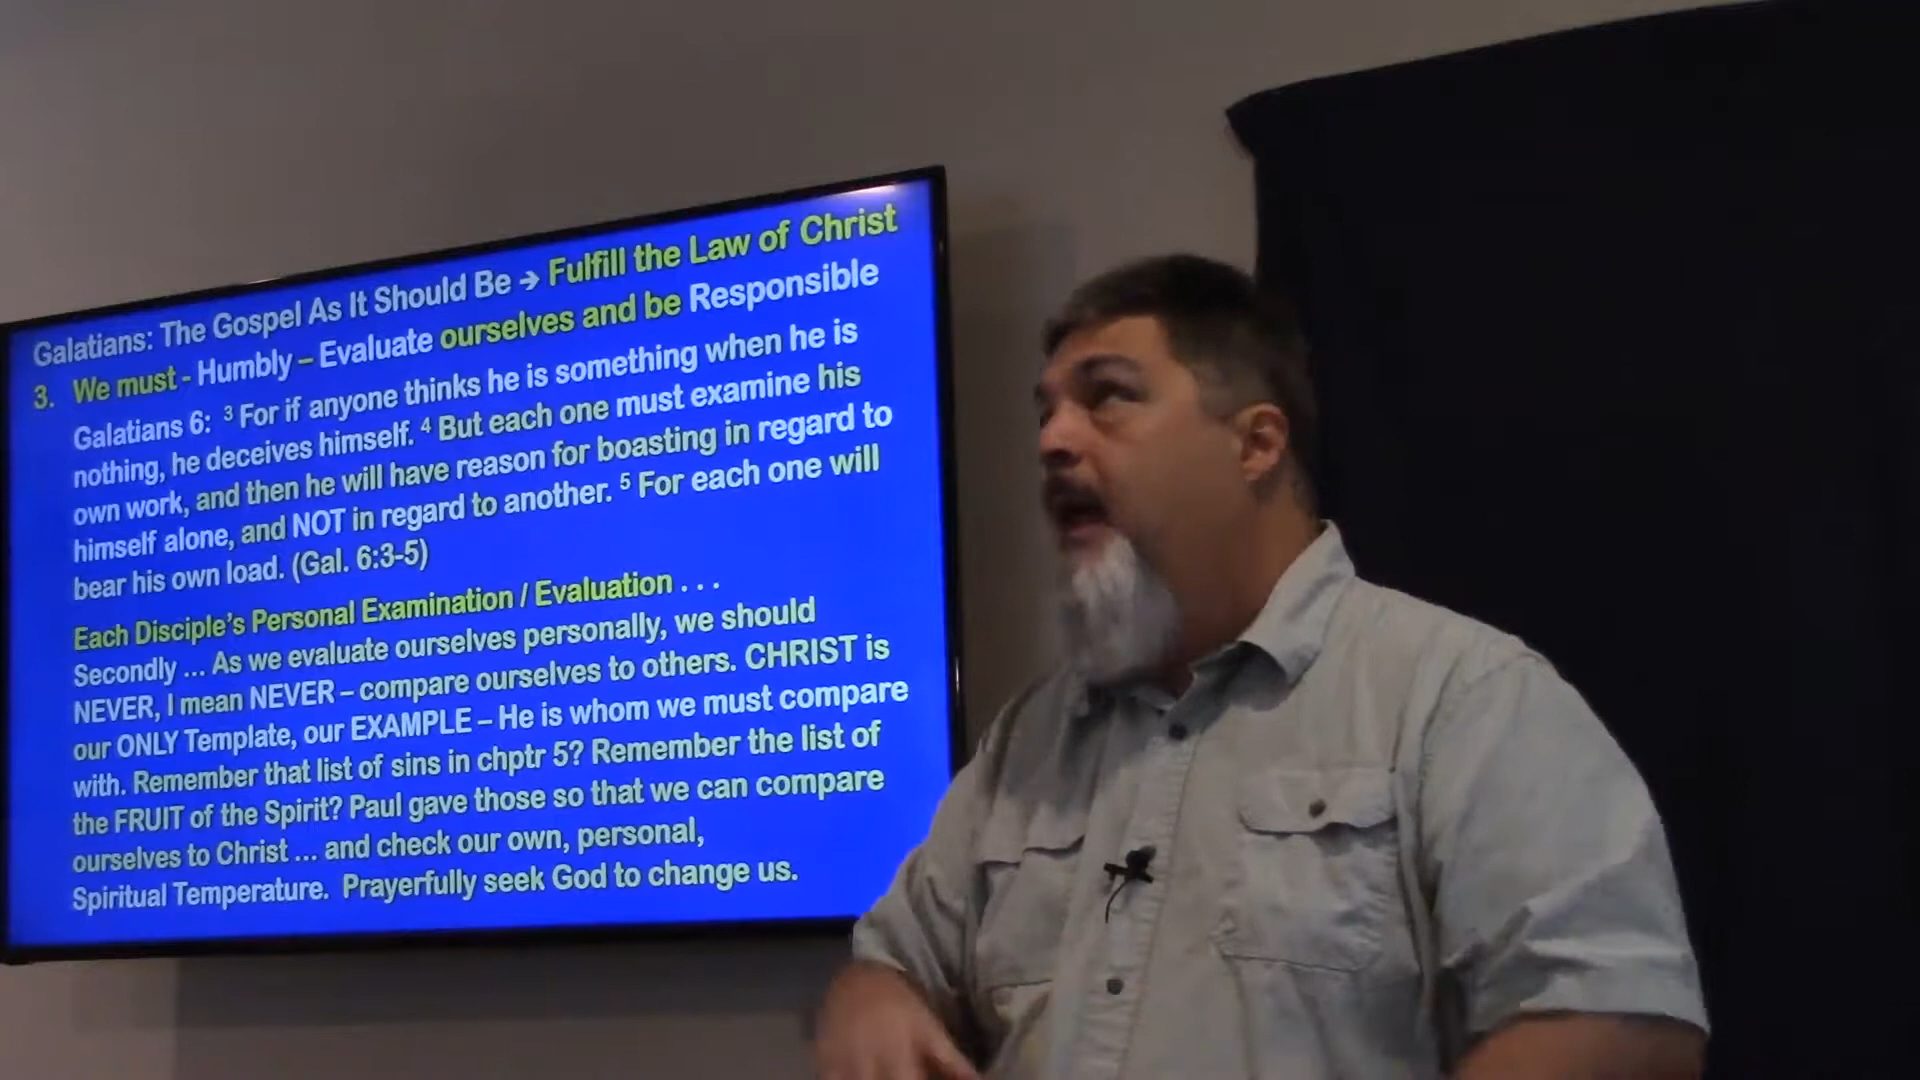 Galatians: The Gospel As It Should Be → Fulfill the Law of Christ
3. We must - Humbly – Evaluate ourselves and be Responsible
Galatians 6: 3 For if anyone thinks he is something when he is
nothing, he deceives himself. 4 But each one must examine his
own work, and then he will have reason for boasting in regard to
himself alone, and NOT in regard to another. 5 For each one will
bear his own load. (Gal. 6:3-5)
Each Disciple's Personal Examination / Evaluation . . .
Secondly ... As we evaluate ourselves personally, we should
NEVER, I mean NEVER – compare ourselves to others. CHRIST is
our ONLY Template, our EXAMPLE – He is whom we must compare
with. Remember that list of sins in chptr 5? Remember the list of
the FRUIT of the Spirit? Paul gave those so that we can compare
ourselves to Christ ... and check our own, personal,
Spiritual Temperature. Prayerfully seek God to change us.